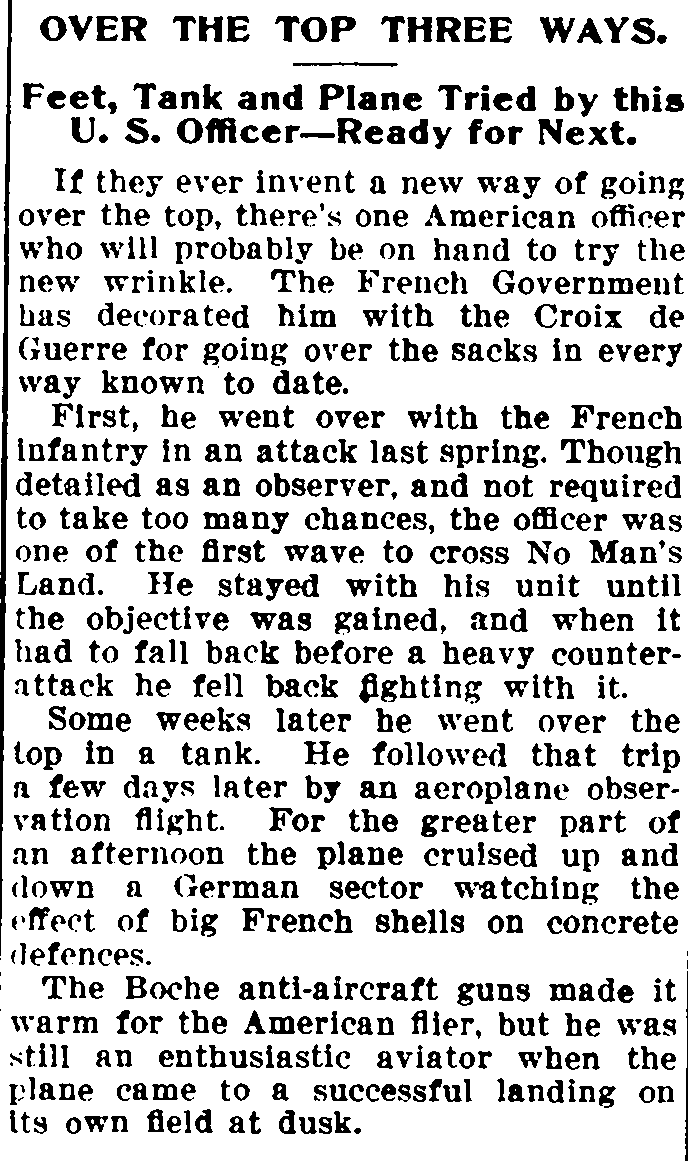 OVER THE TOP THREE WAYS.
Feet, Tank and Plane Tried by this
U. S. Officer—Ready for Next.
If they ever invent a new way of going
over the top, there's one American officer
who will probably be on hand to try the
new wrinkle. The French Government
has decorated him with the Croix de
Guerre for going over the sacks in every
way known to date.
First, he went over with the French
infantry in an attack last spring. Though
detailed as an observer, and not required
to take too many chances, the officer was
one of the first wave to cross No Man's
Land. He stayed with his unit until
the objective was gained, and when it
had to fall back before a heavy counter-
attack he fell back fighting with it.
Some weeks later he went over the
top in a tank. He followed that trip
a few days later by an aeroplane obser-
vation flight. For the greater part of
an afternoon the plane cruised up and
down a German sector watching the
effect of big French shells on concrete
defences.
The Boche anti-aircraft guns made it
warm for the American flier, but he was
still an enthusiastic aviator when the
plane came to a successful landing on
its own field at dusk.